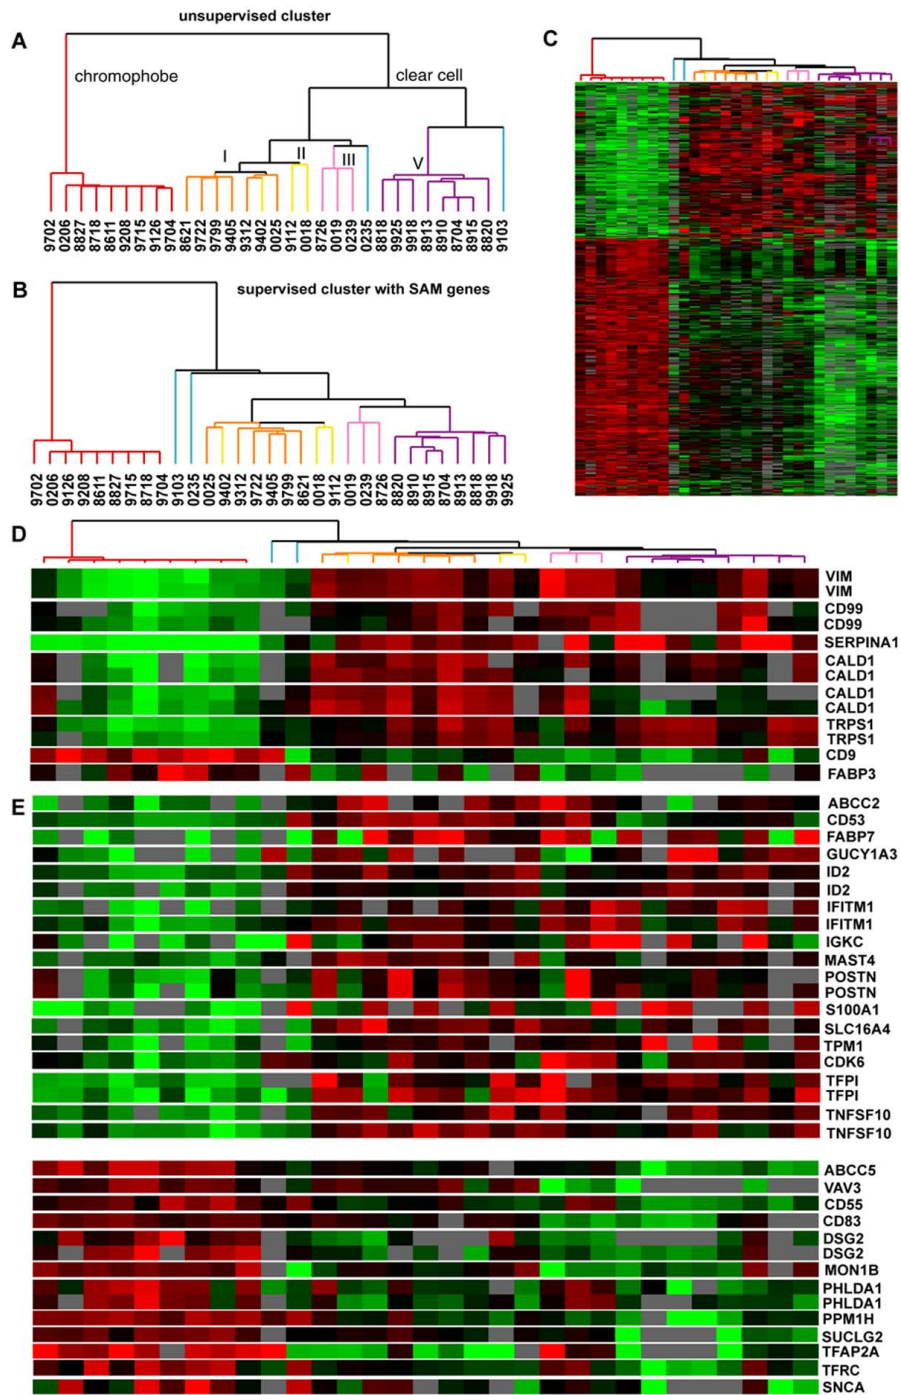 unsupervised cluster
A
C
chromophobe
clear cell
I
II
III
V
9702
0206
8827
8718
8611
9208
9715
9126
9704
8621
9722
9799
9405
9312
9402
0025
9112
0018
8726
0019
0239
0235
8818
9925
9918
8913
8910
8704
8915
8820
9103
B
supervised cluster with SAM genes
9702
0206
9126
9208
8611
8827
9715
8718
9704
9103
0235
0025
9402
9312
9722
9405
9799
8621
0018
9112
0019
0239
8726
8820
8910
8915
8704
8913
8818
9918
9925
D
VIM
VIM
CD99
CD99
SERPINA1
CALD1
CALD1
CALD1
CALD1
TRPS1
TRPS1
CD9
FABP3
E
ABCC2
CD53
FABP7
GUCY1A3
ID2
ID2
IFITM1
IFITM1
IGKC
MAST4
POSTN
POSTN
S100A1
SLC16A4
TPM1
CDK6
TFPI
TFPI
TNFSF10
TNFSF10
ABCC5
VAV3
CD55
CD83
DSG2
DSG2
MON1B
PHLDA1
PHLDA1
PPM1H
SUCLG2
TFAP2A
TFRC
SNCA